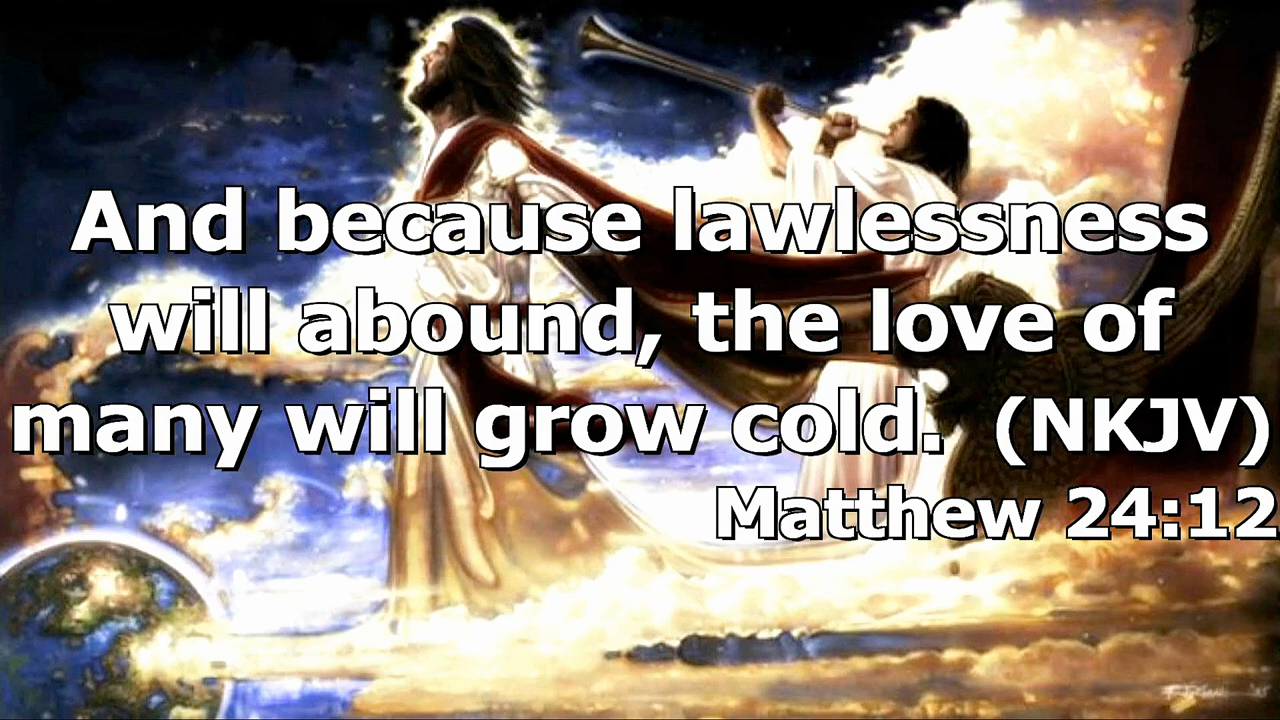 And because lawlessness
will abound, the love of
many will grow cold. (NKJV)
Matthew 24:12